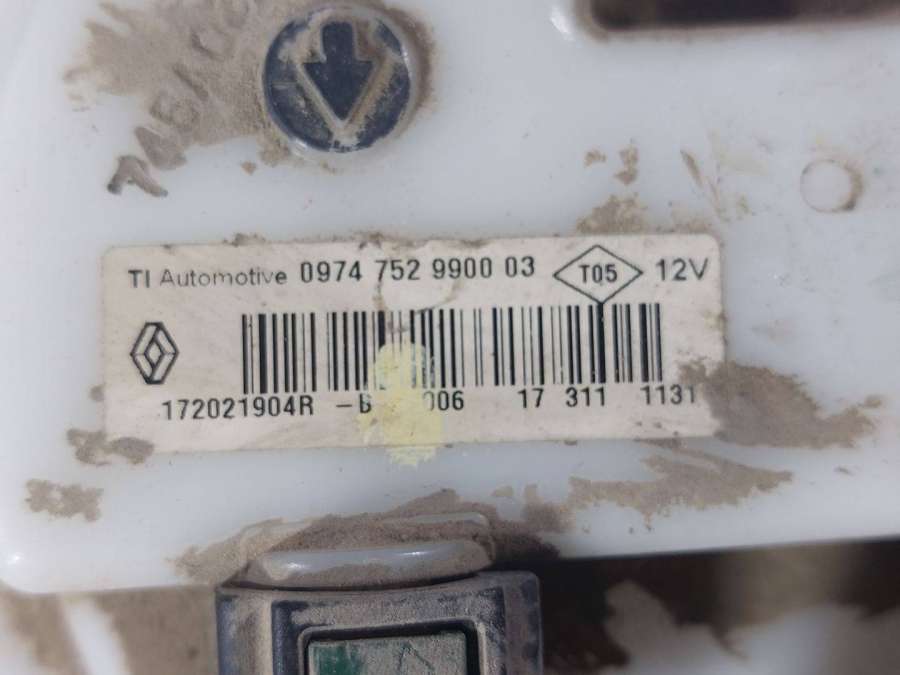 TI Automotive 0974 752 9900 03 T05 12V
172021904R -B 006 17 311 1131